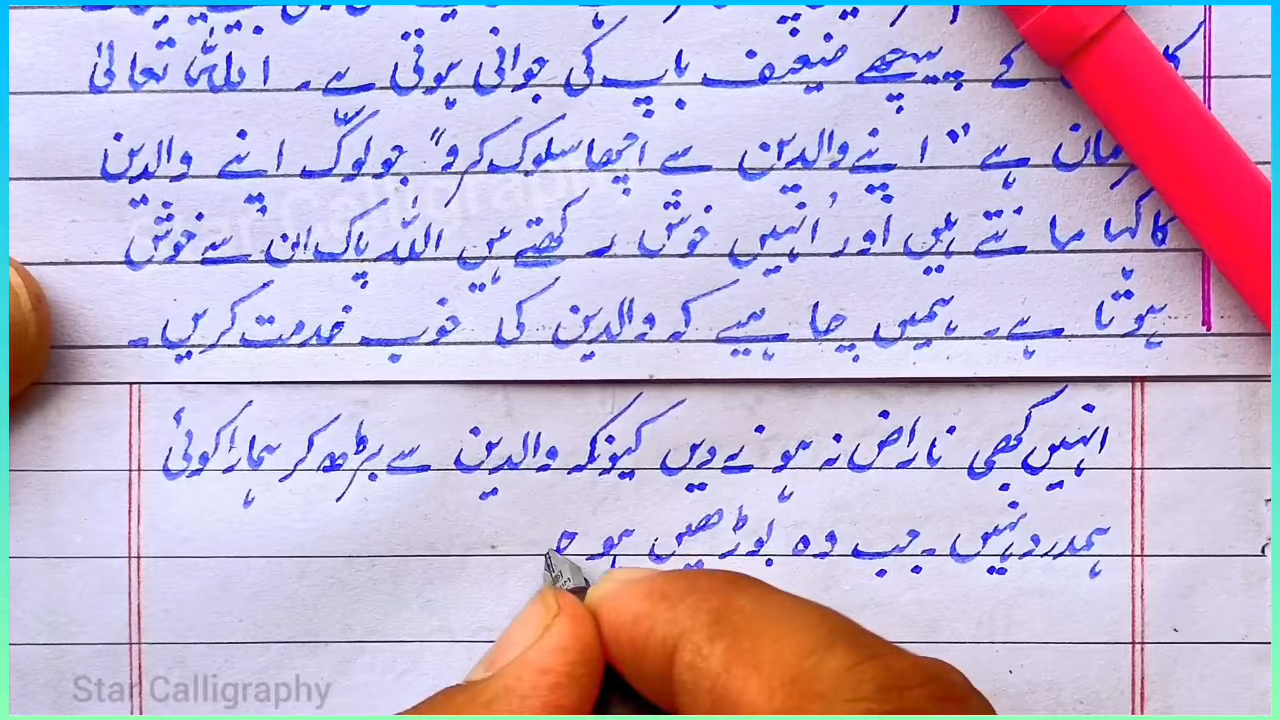 کے پیچھے ضعیف باپ کی جوانی ہوتی ہے۔ اللہ تعالیٰ
ہے "اپنے والدین سے اچھا سلوک کرو" جو لوگ اپنے والدین
کا کہا مانتے ہیں اور انہیں خوش رکھتے ہیں اللہ پاک ان سے خوش
ہوتا ہے۔ ہمیں چاہیے کہ والدین کی خوب خدمت کریں۔
انہیں کبھی ناراض نہ ہونے دیں کیونکہ والدین سے بڑھ کر ہمارا کوئی
ہمدرد نہیں۔ جب وہ بوڑھیں ہو
Star Calligraphy